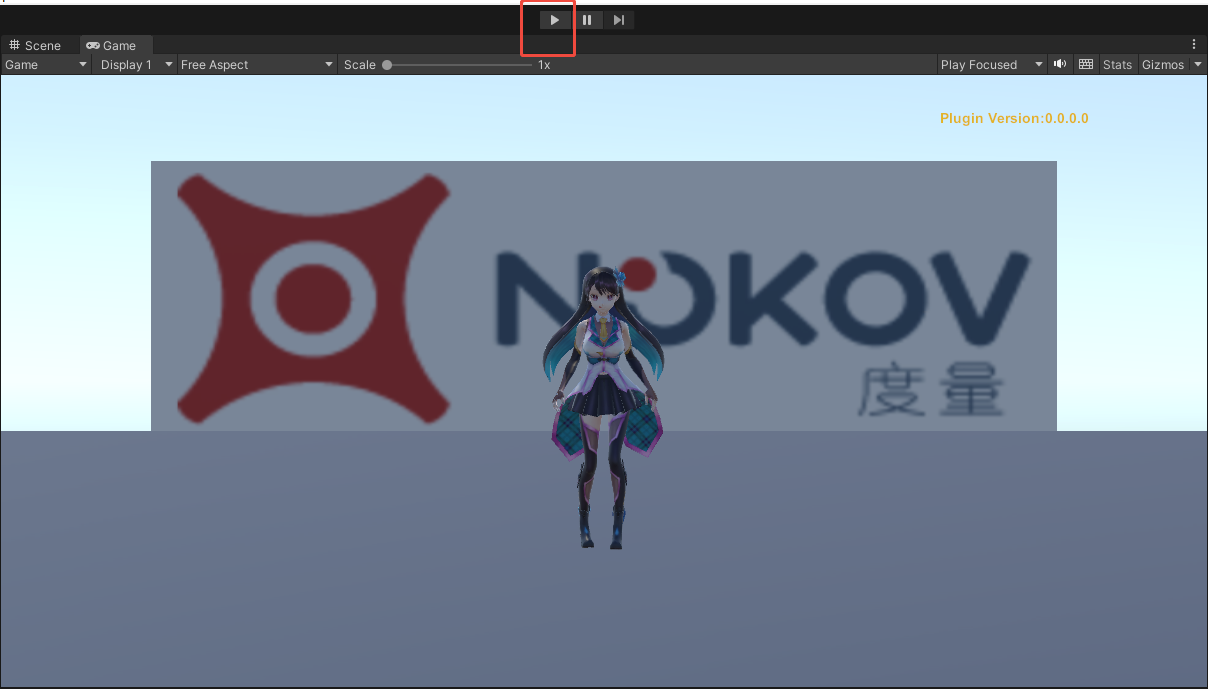 Scene
Game
Game
Display 1
Free Aspect
Scale
1x
Play Focused
Stats
Gizmos
Plugin Version:0.0.0.0
NOKOV
度量